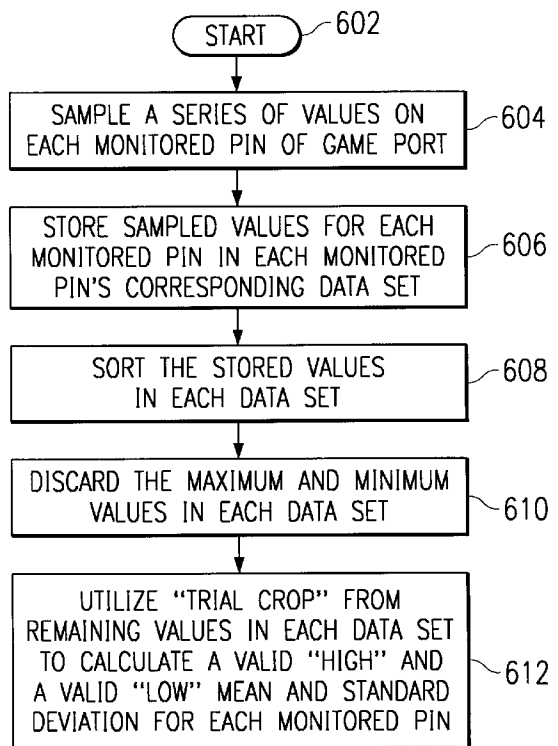 START
602
SAMPLE A SERIES OF VALUES ON
EACH MONITORED PIN OF GAME PORT
604
STORE SAMPLED VALUES FOR EACH
MONITORED PIN IN EACH MONITORED
PIN'S CORRESPONDING DATA SET
606
SORT THE STORED VALUES
IN EACH DATA SET
608
DISCARD THE MAXIMUM AND MINIMUM
VALUES IN EACH DATA SET
610
UTILIZE “TRIAL CROP” FROM
REMAINING VALUES IN EACH DATA SET
TO CALCULATE A VALID “HIGH” AND
A VALID “LOW” MEAN AND STANDARD
DEVIATION FOR EACH MONITORED PIN
612